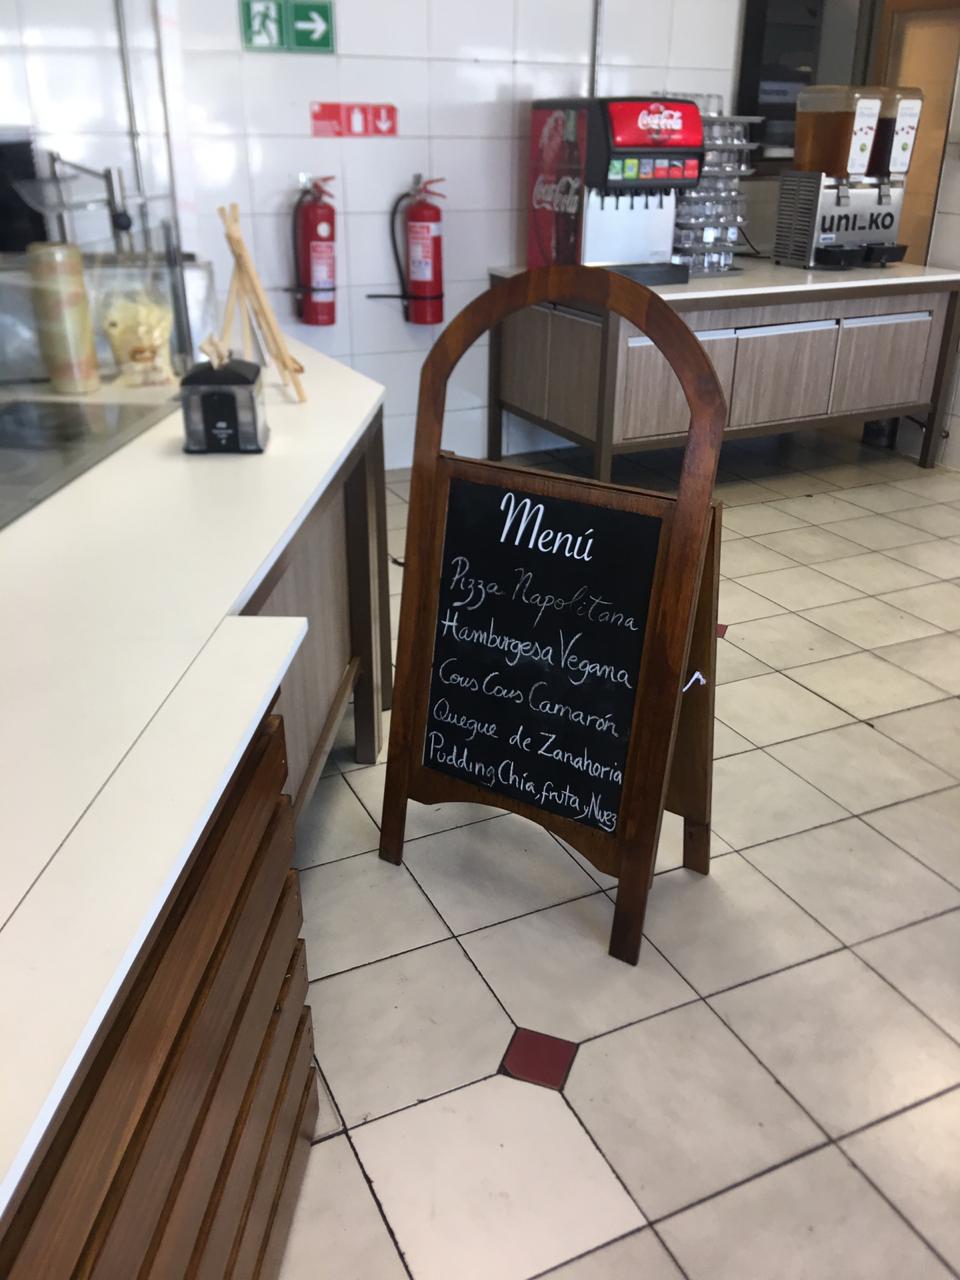 Coca-Cola
Coca-Cola
uni_ko
Menú
Pizza Napolitana
Hamburgesa Vegana
Cous Cous Camarón
Quegue de Zanahoria
Pudding Chía, fruta y Nuez